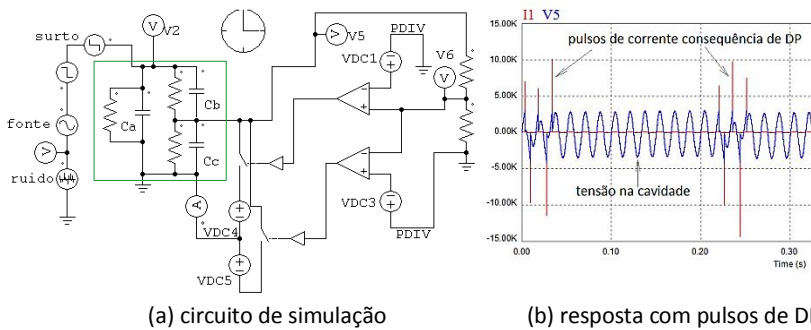 surto
V2
V5
PDIV
VDC1
V6
Ca
Cb
Cc
fonte
ruido
A
VDC4
VDC5
VDC3
PDIV
(a) circuito de simulação
I1 V5
15.00K
10.00K
5.00K
0.00K
-5.00K
-10.00K
-15.00K
pulsos de corrente consequência de DP
tensão na cavidade
0.00
0.10
0.20
0.30
Time (s)
(b) resposta com pulsos de DP